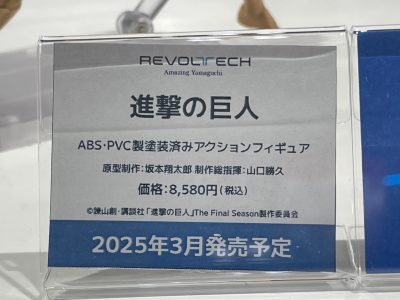 REVOLTECH
Amazing Yamaguchi
進撃の巨人
ABS･PVC製塗装済みアクションフィギュア
原型制作：坂本翔太郎 制作総指揮：山口勝久
価格：8,580円（税込）
©諫山創・講談社／「進撃の巨人」The Final Season製作委員会
2025年3月発売予定